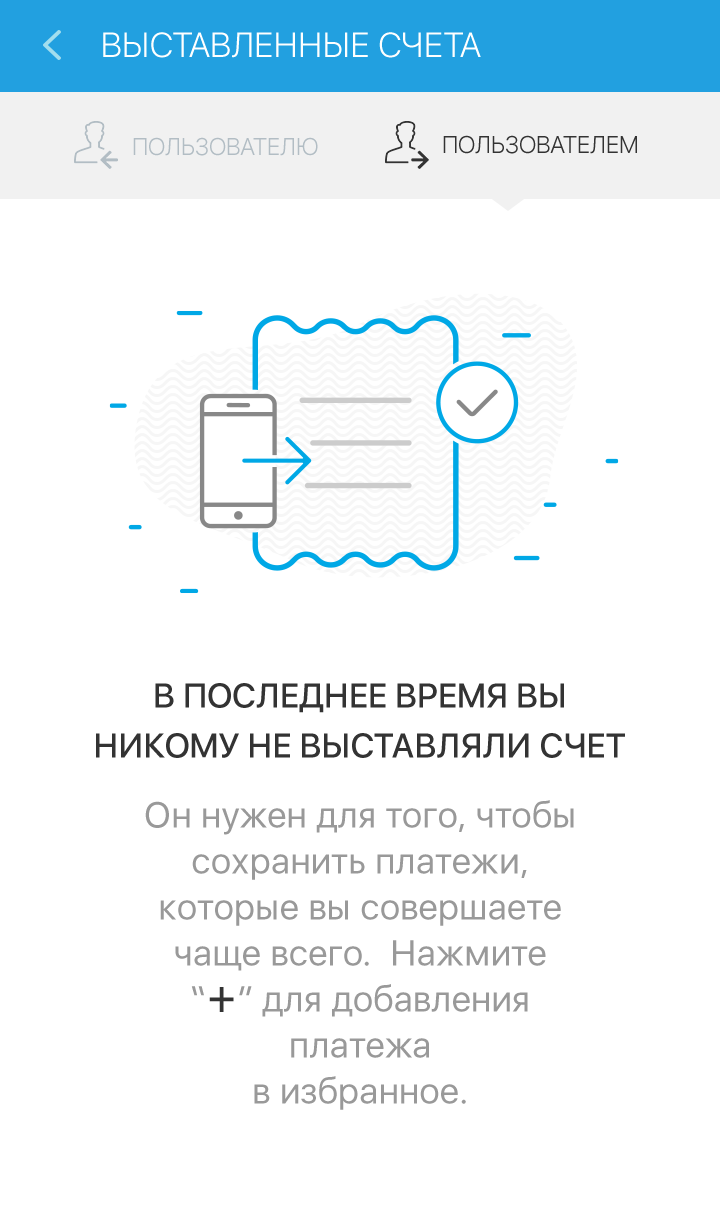 ВЫСТАВЛЕННЫЕ СЧЕТА
ПОЛЬЗОВАТЕЛЮ
ПОЛЬЗОВАТЕЛЕМ
В ПОСЛЕДНЕЕ ВРЕМЯ ВЫ
НИКОМУ НЕ ВЫСТАВЛЯЛИ СЧЕТ
Он нужен для того, чтобы
сохранить платежи,
которые вы совершаете
чаще всего.  Нажмите
“+” для добавления
платежа
в избранное.